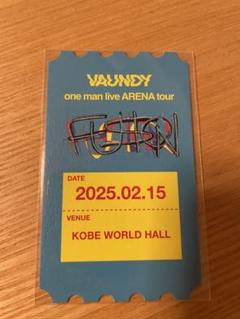 VAUNDY
one man live ARENA tour
FUSION
DATE
2025.02.15
VENUE
KOBE WORLD HALL